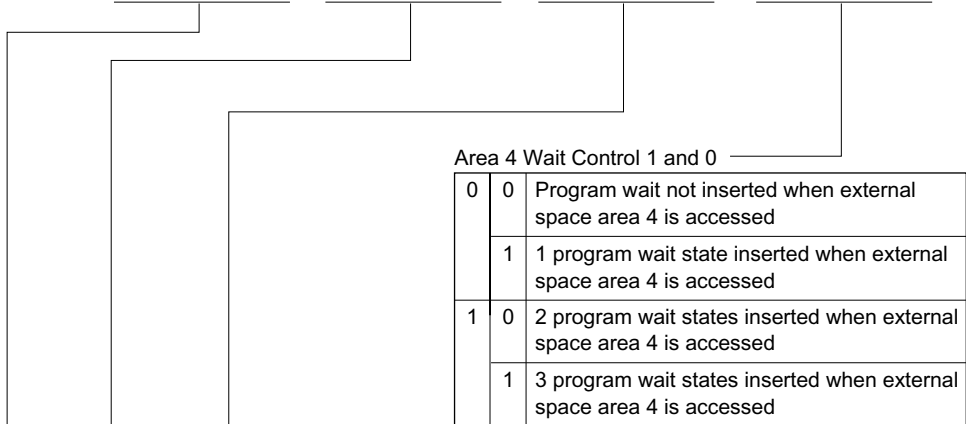 Area 4 Wait Control 1 and 0
0 0 Program wait not inserted when external
space area 4 is accessed
1 1 program wait state inserted when external
space area 4 is accessed
1 0 2 program wait states inserted when external
space area 4 is accessed
1 3 program wait states inserted when external
space area 4 is accessed